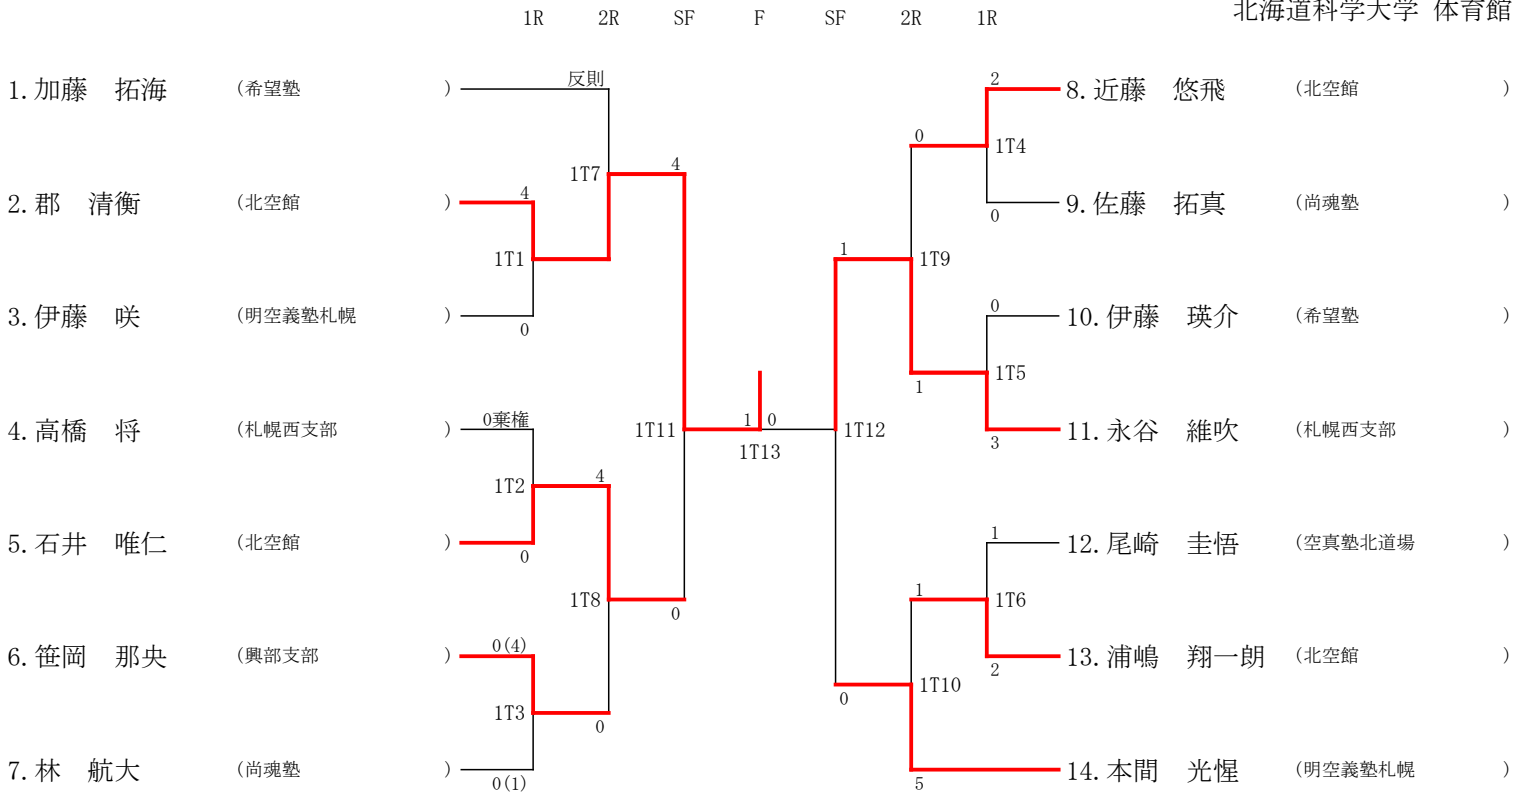 北海道科学大学 体育館
1R 2R SF F SF 2R 1R
1. 加藤 拓海 (希望塾 ) 反則
2 8. 近藤 悠飛 (北空館 )
0 1T4
1T7 4
2. 郡 清衡 (北空館 ) 4
0 9. 佐藤 拓真 (尚魂塾 )
1T1 1 1T9
3. 伊藤 咲 (明空義塾札幌 ) 0
0 10. 伊藤 瑛介 (希望塾 )
1 1T5
4. 高橋 将 (札幌西支部 ) 0棄権
1T11 1 0 1T12
1T13
3 11. 永谷 維吹 (札幌西支部 )
1T2 4
5. 石井 唯仁 (北空館 ) 0
1 12. 尾崎 圭悟 (空真塾北道場 )
1T8 0 1 1T6
6. 笹岡 那央 (興部支部 ) 0(4)
2 13. 浦嶋 翔一朗 (北空館 )
1T3 0 0 1T10
7. 林 航大 (尚魂塾 ) 0(1)
5 14. 本間 光惺 (明空義塾札幌 )